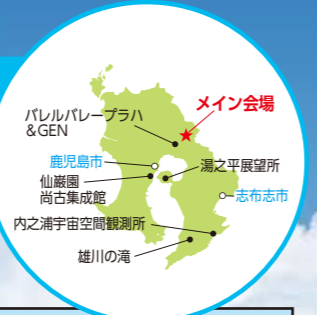 メイン会場
バレルバレープラハ
&GEN
鹿児島市
仙巌園
尚古集成館
湯之平展望所
志布志市
内之浦宇宙空間観測所
雄川の滝